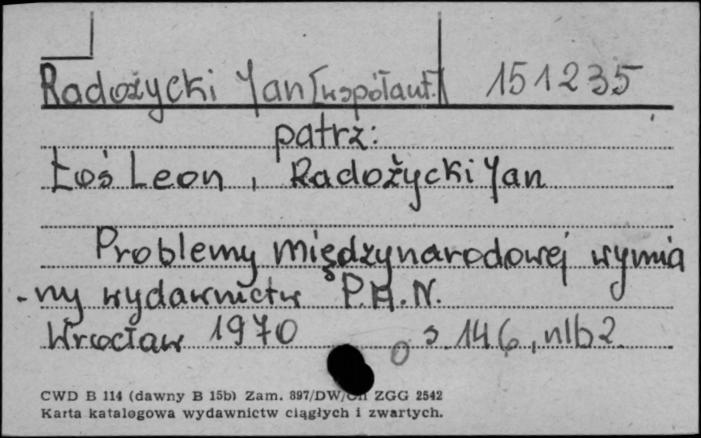 Radożycki Jan [współaut.] 151235
patrz:
Łoś Leon, Radożycki Jan
Problemy międzynarodowej wymia
-ny wydawnictw P.A.N.
Wrocław 1970 s. 146, nlb 2.
CWD B 114 (dawny B 15b) Zam. 897/DW/ ZGG 2542
Karta katalogowa wydawnictw ciągłych i zwartych.